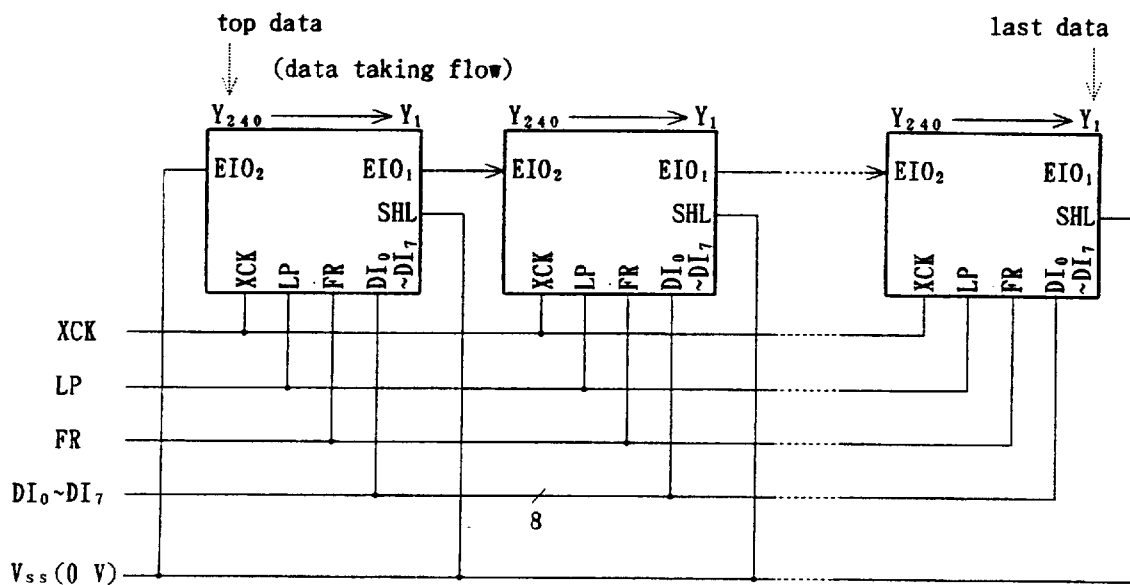 top data
last data
(data taking flow)
Y₂₄₀ → Y₁
Y₂₄₀ → Y₁
Y₂₄₀ → Y₁
EIO₂
EIO₁
SHL
XCK
LP
FR
DI₀
~DI₇
EIO₂
EIO₁
SHL
XCK
LP
FR
DI₀
~DI₇
EIO₂
EIO₁
SHL
XCK
LP
FR
DI₀
~DI₇
XCK
LP
FR
DI₀~DI₇
8
Vss(0 V)